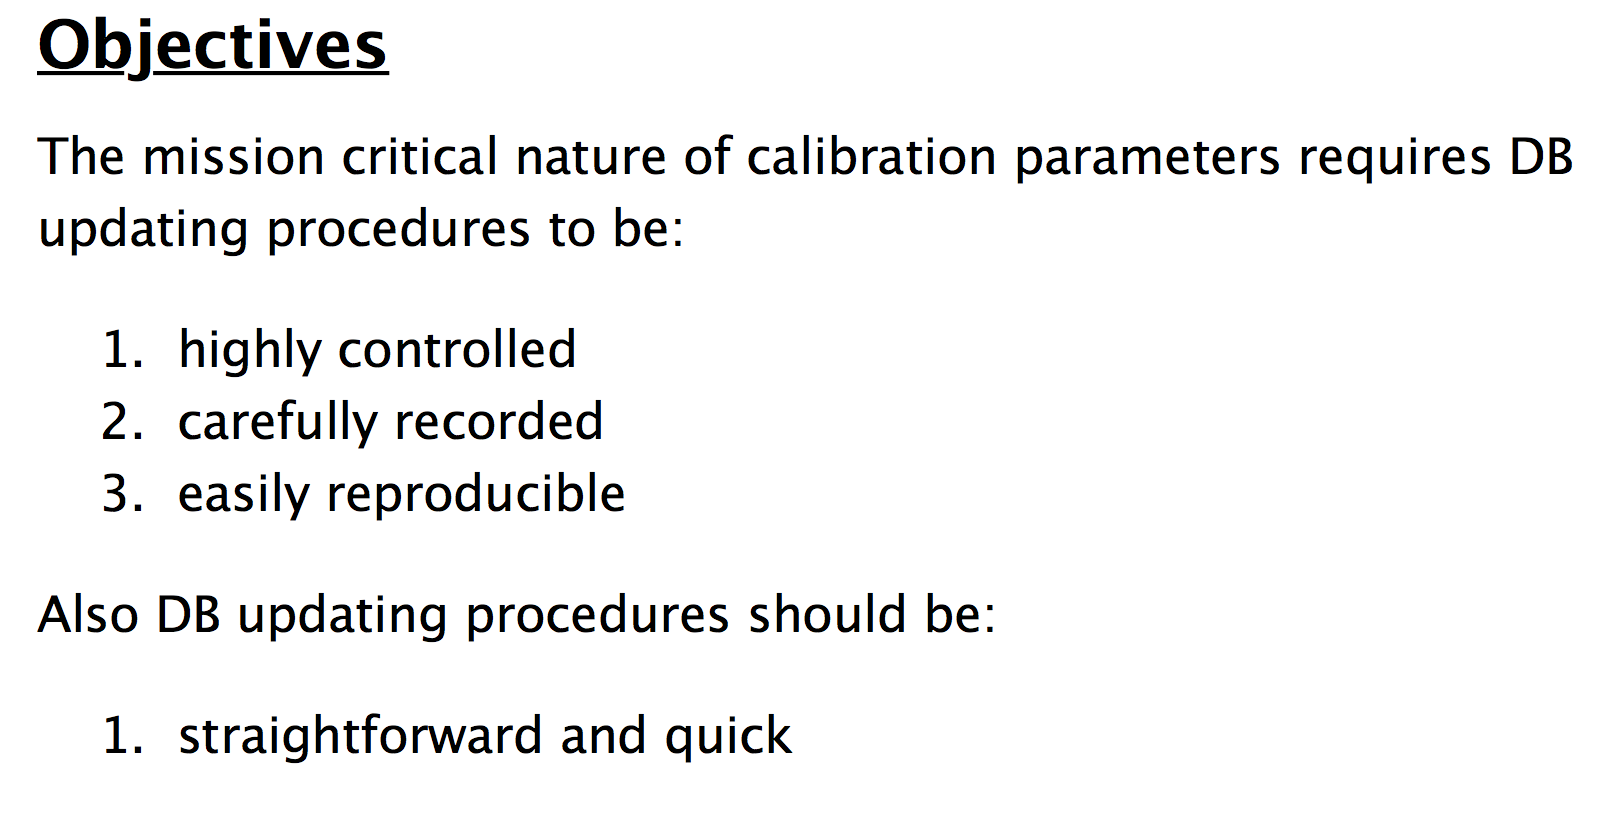 Objectives
The mission critical nature of calibration parameters requires DB
updating procedures to be:
1. highly controlled
2. carefully recorded
3. easily reproducible
Also DB updating procedures should be:
1. straightforward and quick